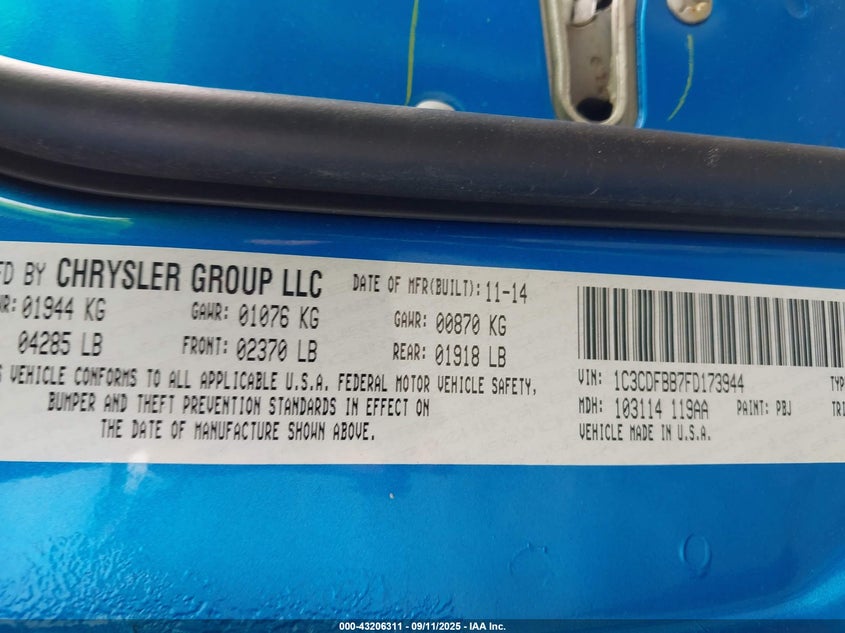 FD BY CHRYSLER GROUP LLC DATE OF MFR(BUILT): 11-14
WR: 01944 KG GAWR: 01076 KG GAWR: 00870 KG
04285 LB FRONT: 02370 LB REAR: 01918 LB
S VEHICLE CONFORMS TO ALL APPLICABLE U.S.A. FEDERAL MOTOR VEHICLE SAFETY,
BUMPER AND THEFT PREVENTION STANDARDS IN EFFECT ON
THE DATE OF MANUFACTURE SHOWN ABOVE.
VIN: 1C3CDFBB7FD173944 TYP
MDH: 103114 119AA PAINT: PBJ TRI
VEHICLE MADE IN U.S.A.
000-43206311 - 09/11/2025 - IAA Inc.